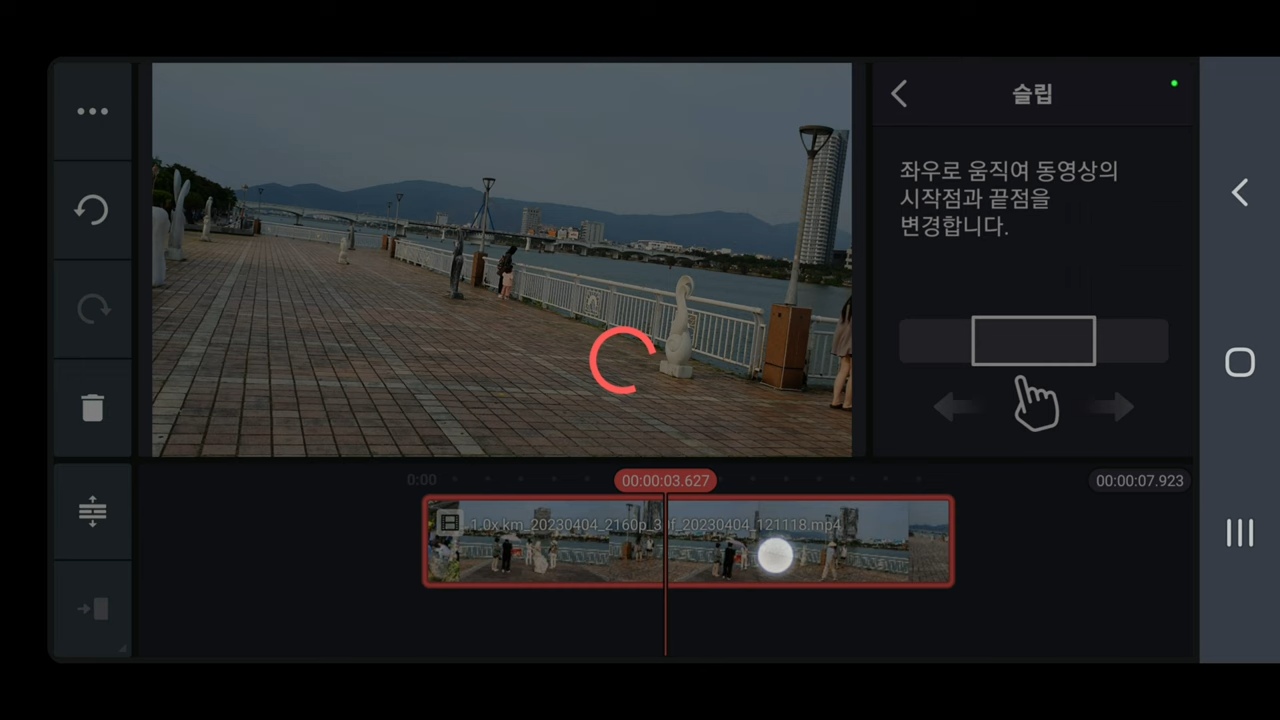 슬립
좌우로 움직여 동영상의
시작점과 끝점을
변경합니다.
0:00
00:00:03.627
00:00:07.923
1.0x km_20230404_2160p_3 f_20230404_121118.mp4